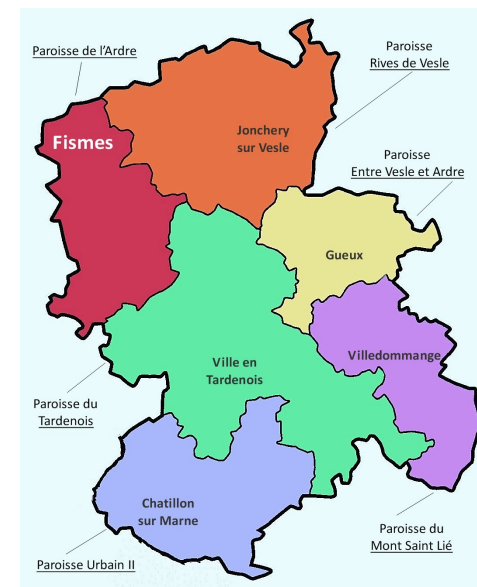 Paroisse de l'Ardre
Paroisse
Rives de Vesle
Fismes
Jonchery
sur Vesle
Paroisse
Entre Vesle et Ardre
Gueux
Villedommange
Ville en
Tardenois
Paroisse du
Tardenois
Chatillon
sur Marne
Paroisse du
Mont Saint Lié
Paroisse Urbain II